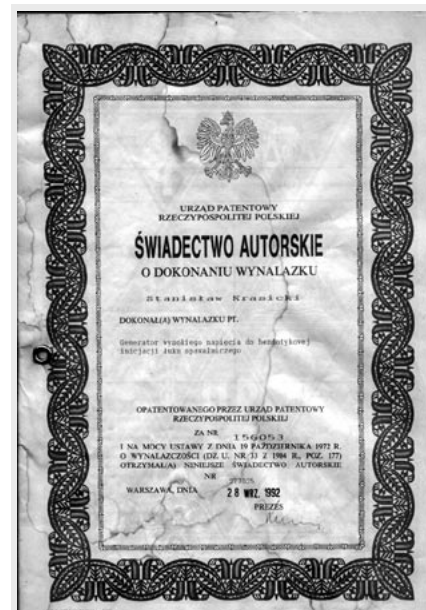 URZĄD PATENTOWY
RZECZYPOSPOLITEJ POLSKIEJ
ŚWIADECTWO AUTORSKIE
O DOKONANIU WYNALAZKU
Stanisław Krasicki
DOKONAŁ(A) WYNALAZKU PT.
Generator wysokiego napięcia do bezdotykowej
inicjacji łuku spawalniczego
OPATENTOWANEGO PRZEZ URZĄD PATENTOWY
RZECZYPOSPOLITEJ POLSKIEJ
ZA NR 156053
I NA MOCY USTAWY Z DNIA 19 PAŹDZIERNIKA 1972 R.
O WYNALAZCZOŚCI (DZ. U. NR 33 Z 1984 R., POZ. 177)
OTRZYMAŁ(A) NINIEJSZE ŚWIADECTWO AUTORSKIE
NR
WARSZAWA, DNIA 28 WRZ. 1992
PREZES